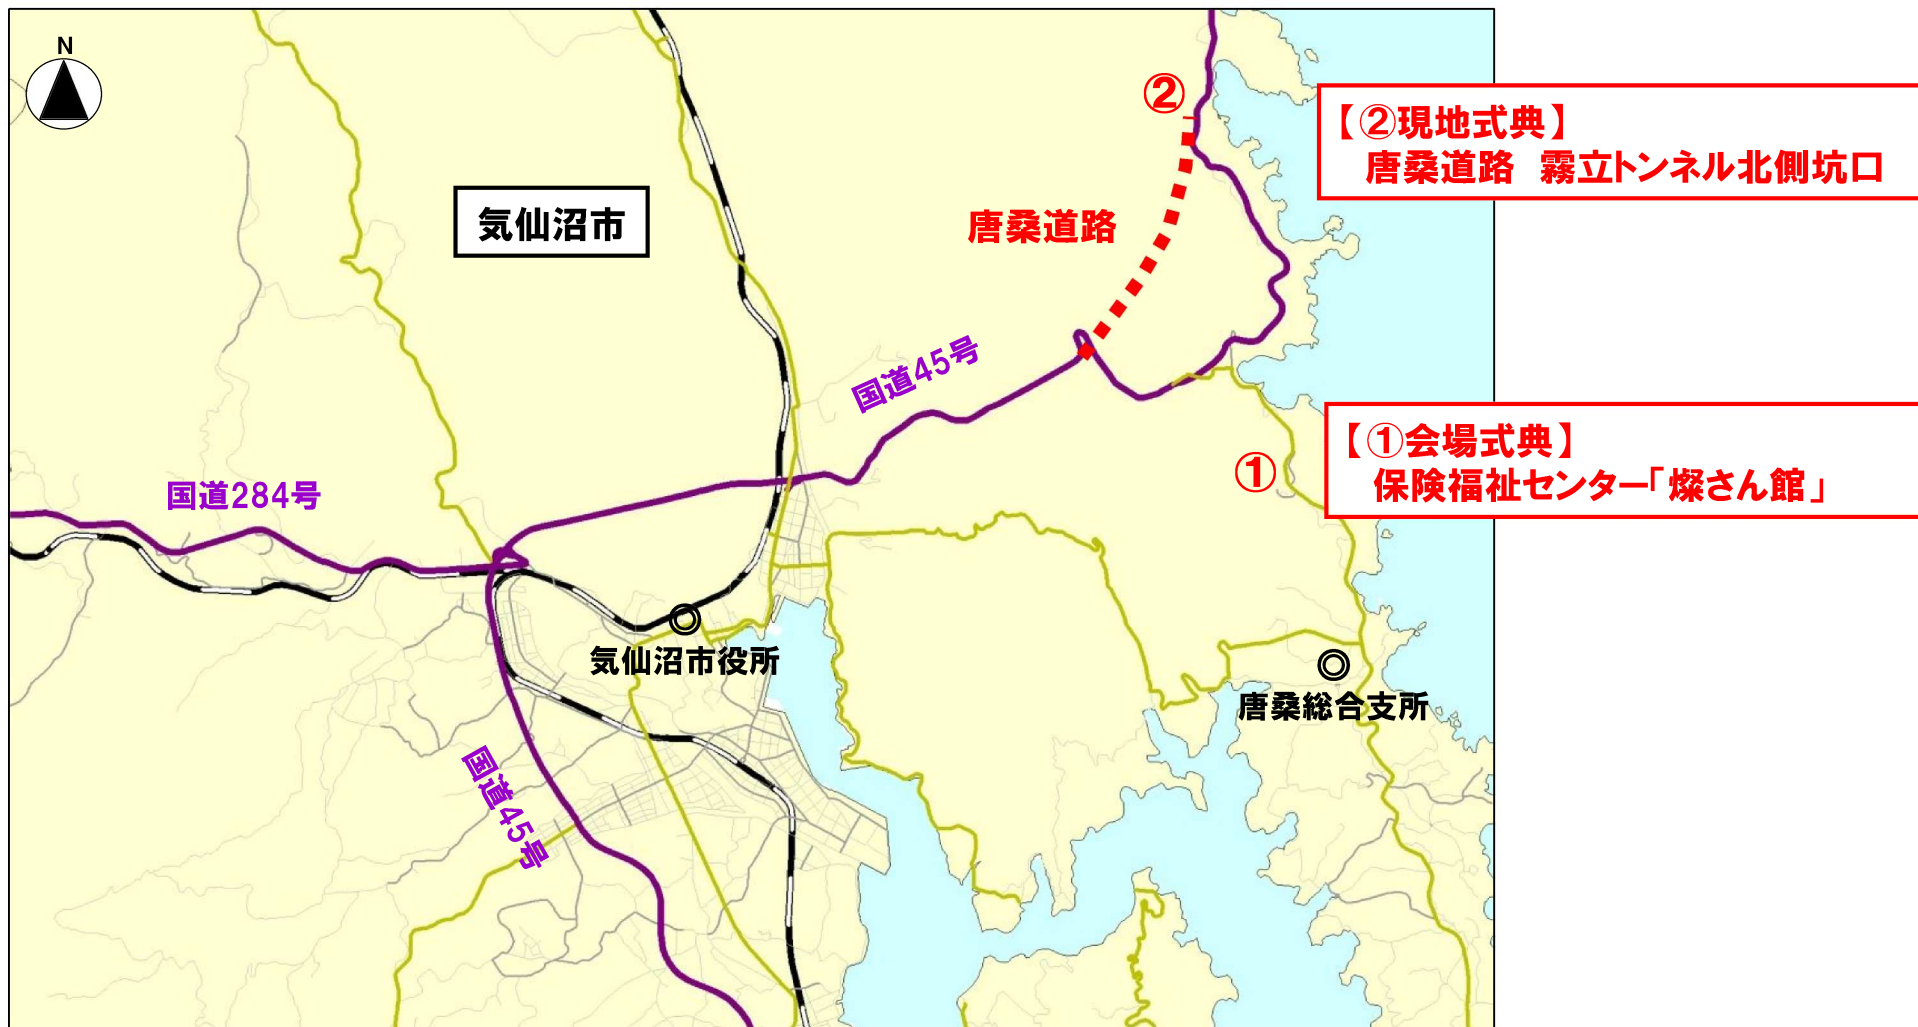 N
②
【②現地式典】
唐桑道路 霧立トンネル北側坑口
気仙沼市
唐桑道路
国道45号
【①会場式典】
保険福祉センター「燦さん館」
①
国道284号
気仙沼市役所
唐桑総合支所
国道45号